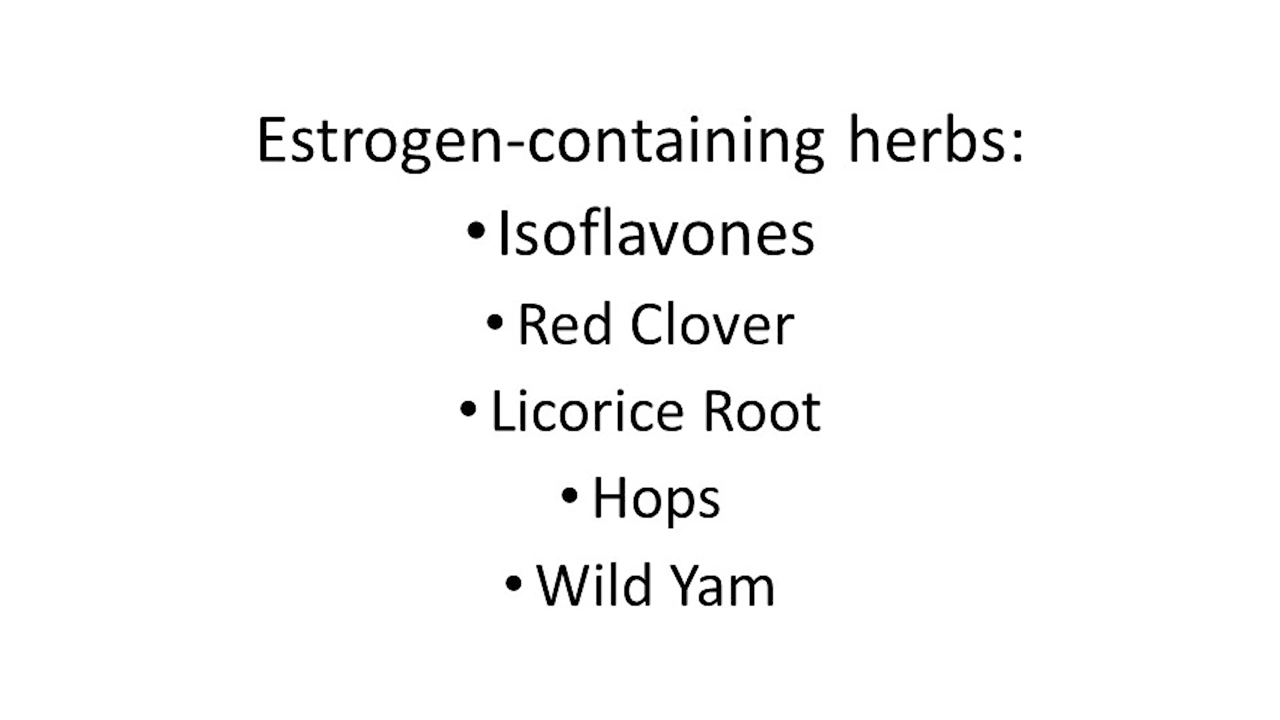 Estrogen-containing herbs:
•Isoflavones
•Red Clover
•Licorice Root
•Hops
•Wild Yam